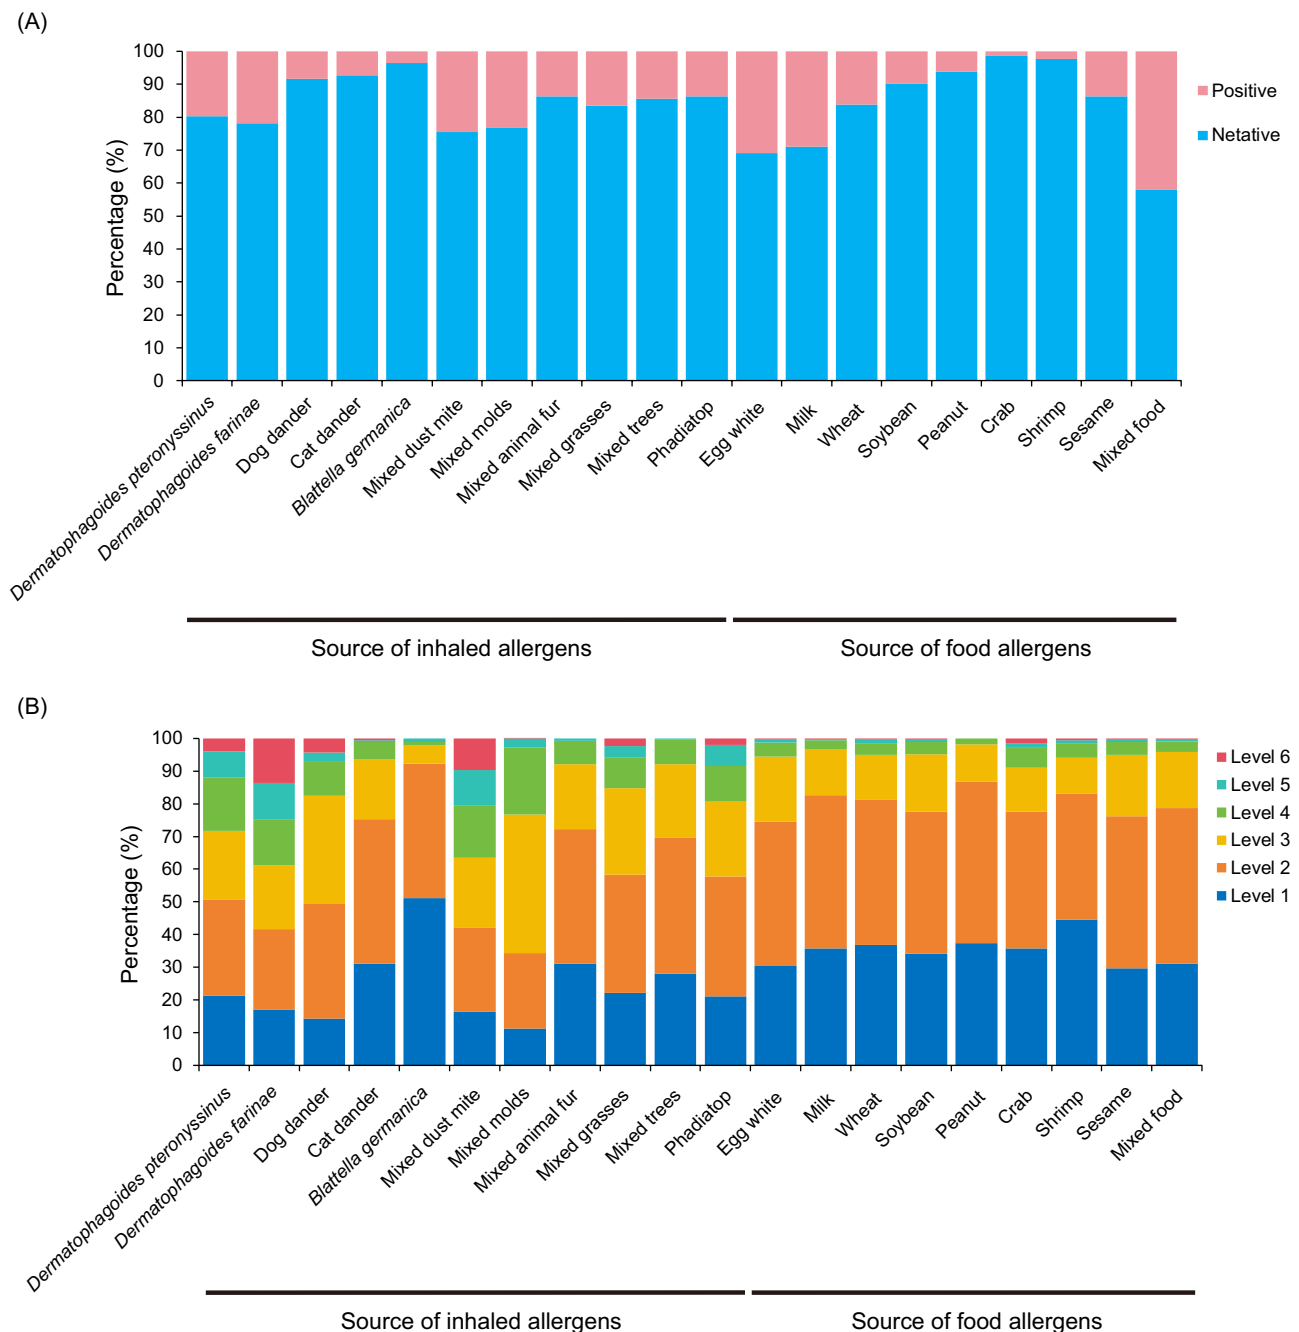 (A)
Percentage (%)
100
90
80
70
60
50
40
30
20
10
0
Positive
Netative
Dermatophagoides pteronyssinus
Dermatophagoides farinae
Dog dander
Cat dander
Blattella germanica
Mixed dust mite
Mixed molds
Mixed animal fur
Mixed grasses
Mixed trees
Phadiatop
Egg white
Milk
Wheat
Soybean
Peanut
Crab
Shrimp
Sesame
Mixed food
Source of inhaled allergens
Source of food allergens
(B)
Percentage (%)
100
90
80
70
60
50
40
30
20
10
0
Level 6
Level 5
Level 4
Level 3
Level 2
Level 1
Dermatophagoides pteronyssinus
Dermatophagoides farinae
Dog dander
Cat dander
Blattella germanica
Mixed dust mite
Mixed molds
Mixed animal fur
Mixed grasses
Mixed trees
Phadiatop
Egg white
Milk
Wheat
Soybean
Peanut
Crab
Shrimp
Sesame
Mixed food
Source of inhaled allergens
Source of food allergens